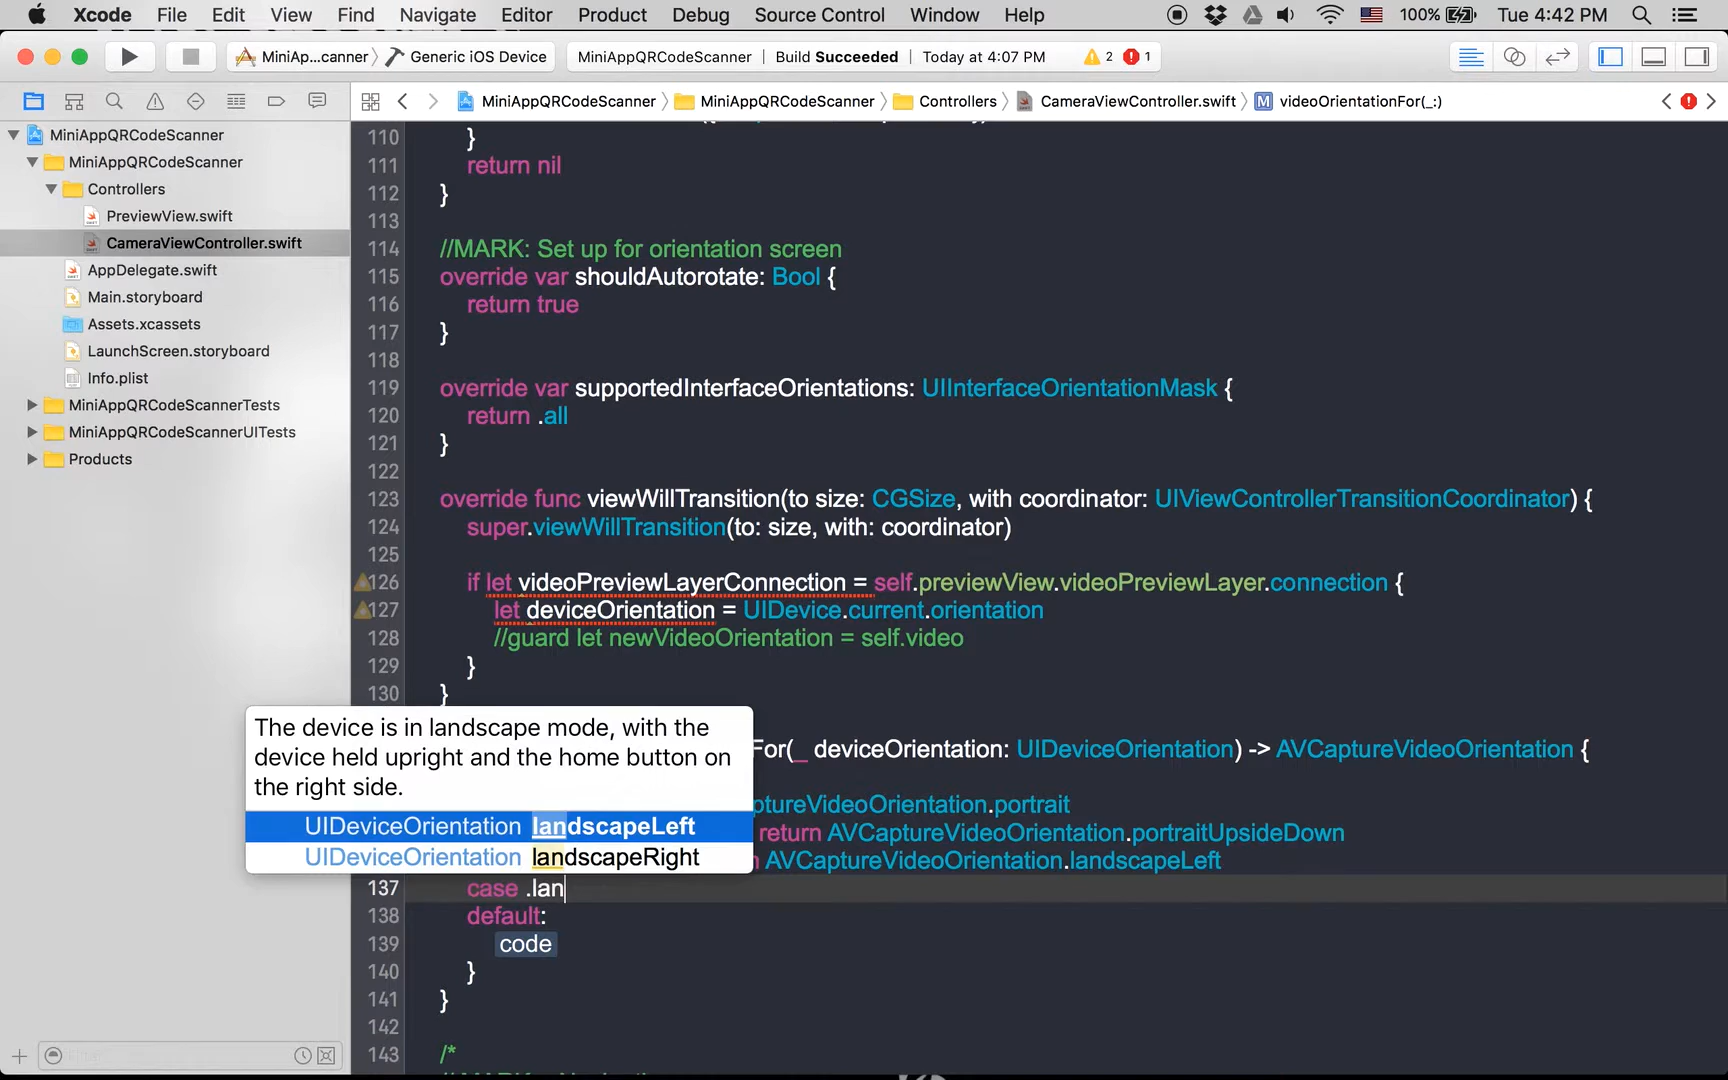 Xcode File Edit View Find Navigate Editor Product Debug Source Control Window Help 100% Tue 4:42 PM
MiniAp...canner Generic iOS Device MiniAppQRCodeScanner Build Succeeded Today at 4:07 PM 2 1
MiniAppQRCodeScanner MiniAppQRCodeScanner Controllers CameraViewController.swift M videoOrientationFor(_:)
MiniAppQRCodeScanner
MiniAppQRCodeScanner
Controllers
PreviewView.swift
CameraViewController.swift
AppDelegate.swift
Main.storyboard
Assets.xcassets
LaunchScreen.storyboard
Info.plist
MiniAppQRCodeScannerTests
MiniAppQRCodeScannerUITests
Products
110 }
111 return nil
112 }
113
114 //MARK: Set up for orientation screen
115 override var shouldAutorotate: Bool {
116 return true
117 }
118
119 override var supportedInterfaceOrientations: UIInterfaceOrientationMask {
120 return .all
121 }
122
123 override func viewWillTransition(to size: CGSize, with coordinator: UIViewControllerTransitionCoordinator) {
124 super.viewWillTransition(to: size, with: coordinator)
125
126 if let videoPreviewLayerConnection = self.previewView.videoPreviewLayer.connection {
127 let deviceOrientation = UIDevice.current.orientation
128 //guard let newVideoOrientation = self.video
129 }
130 }
For(_ deviceOrientation: UIDeviceOrientation) -> AVCaptureVideoOrientation {
ptureVideoOrientation.portrait
return AVCaptureVideoOrientation.portraitUpsideDown
AVCaptureVideoOrientation.landscapeLeft
The device is in landscape mode, with the
device held upright and the home button on
the right side.
UIDeviceOrientation landscapeLeft
UIDeviceOrientation landscapeRight
137 case .lan
138 default:
139 code
140 }
141 }
142
143 /*